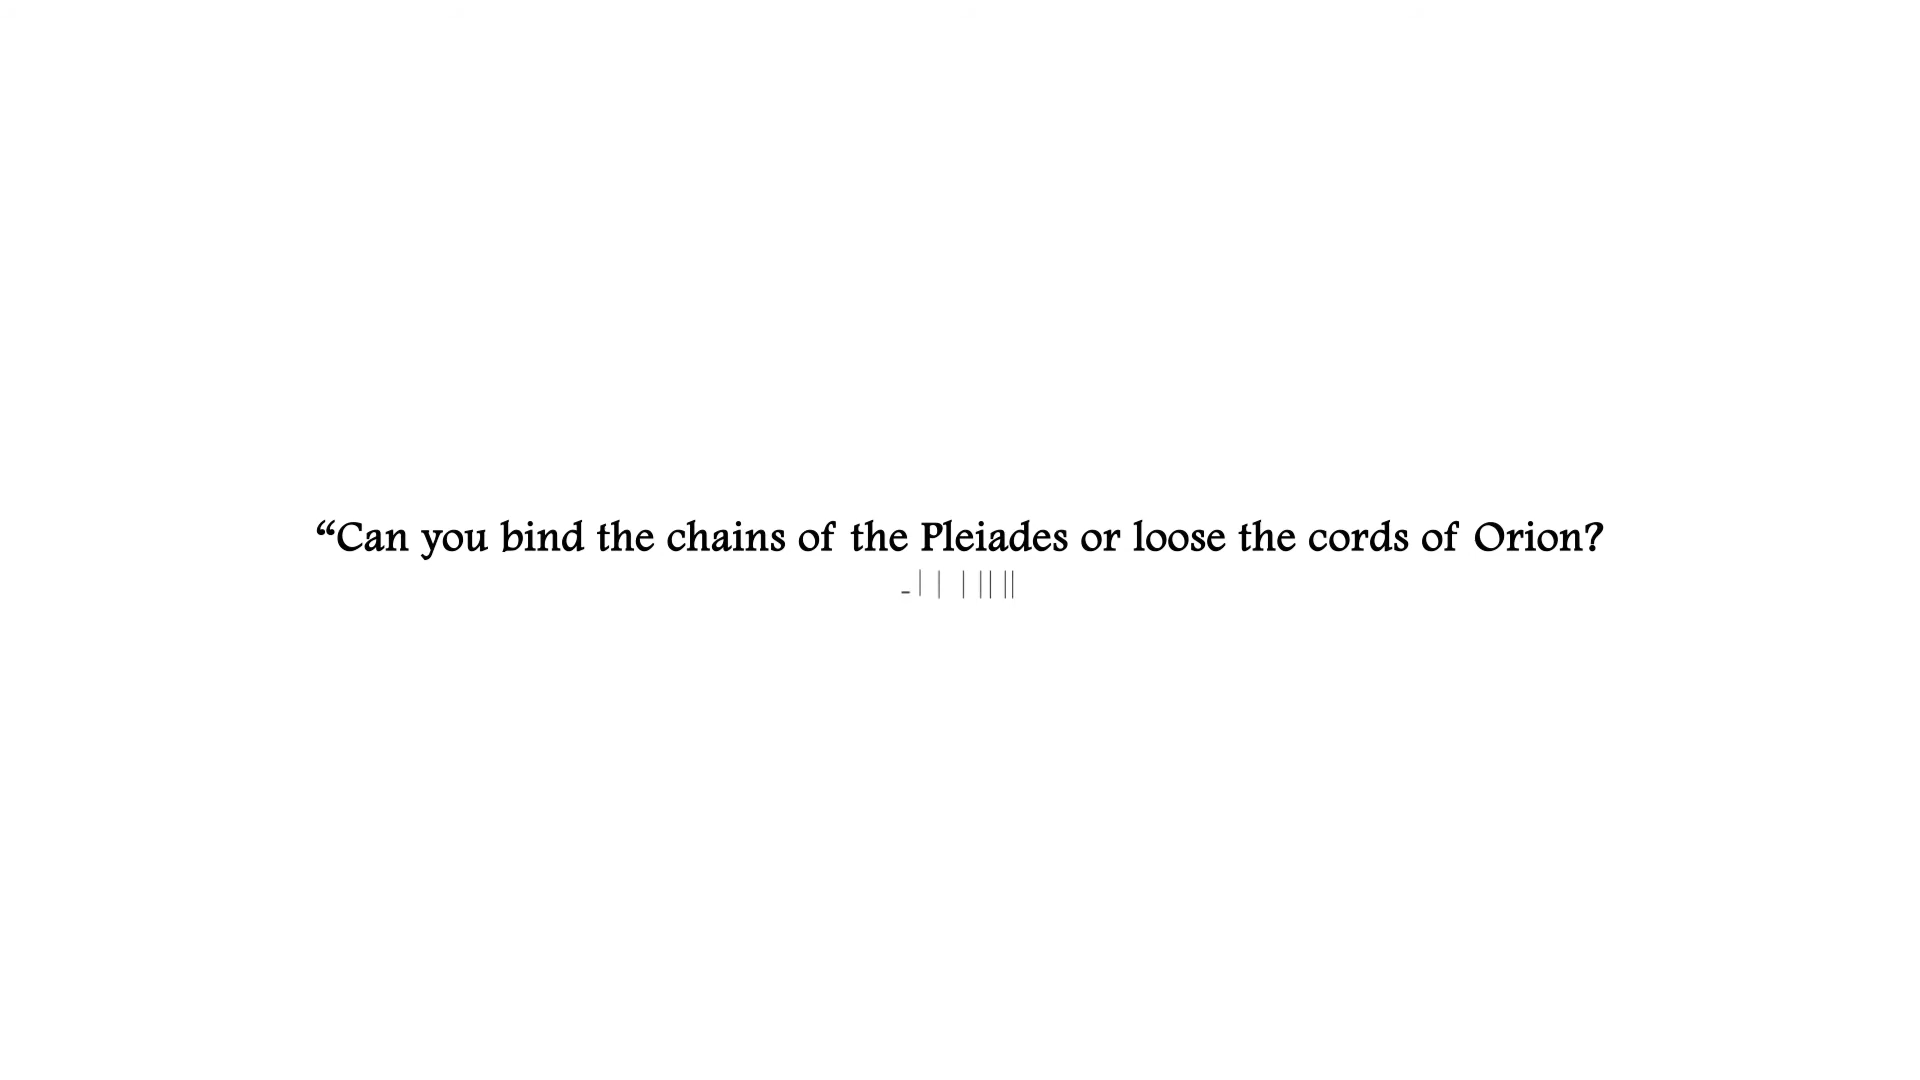 “Can you bind the chains of the Pleiades or loose the cords of Orion?